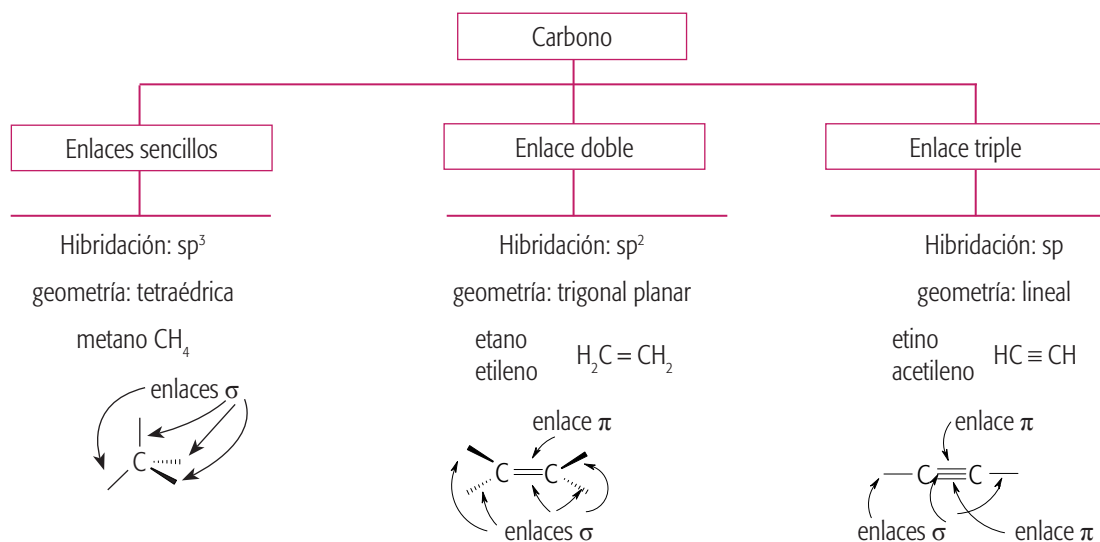 Carbono
Enlaces sencillos
Hibridación: sp³
geometría: tetraédrica
metano CH₄
enlaces σ
C
Enlace doble
Hibridación: sp²
geometría: trigonal planar
etano
etileno
H₂C = CH₂
enlace π
C=C
enlaces σ
Enlace triple
Hibridación: sp
geometría: lineal
etino
acetileno
HC ≡ CH
enlace π
C≡C
enlaces σ
enlace π